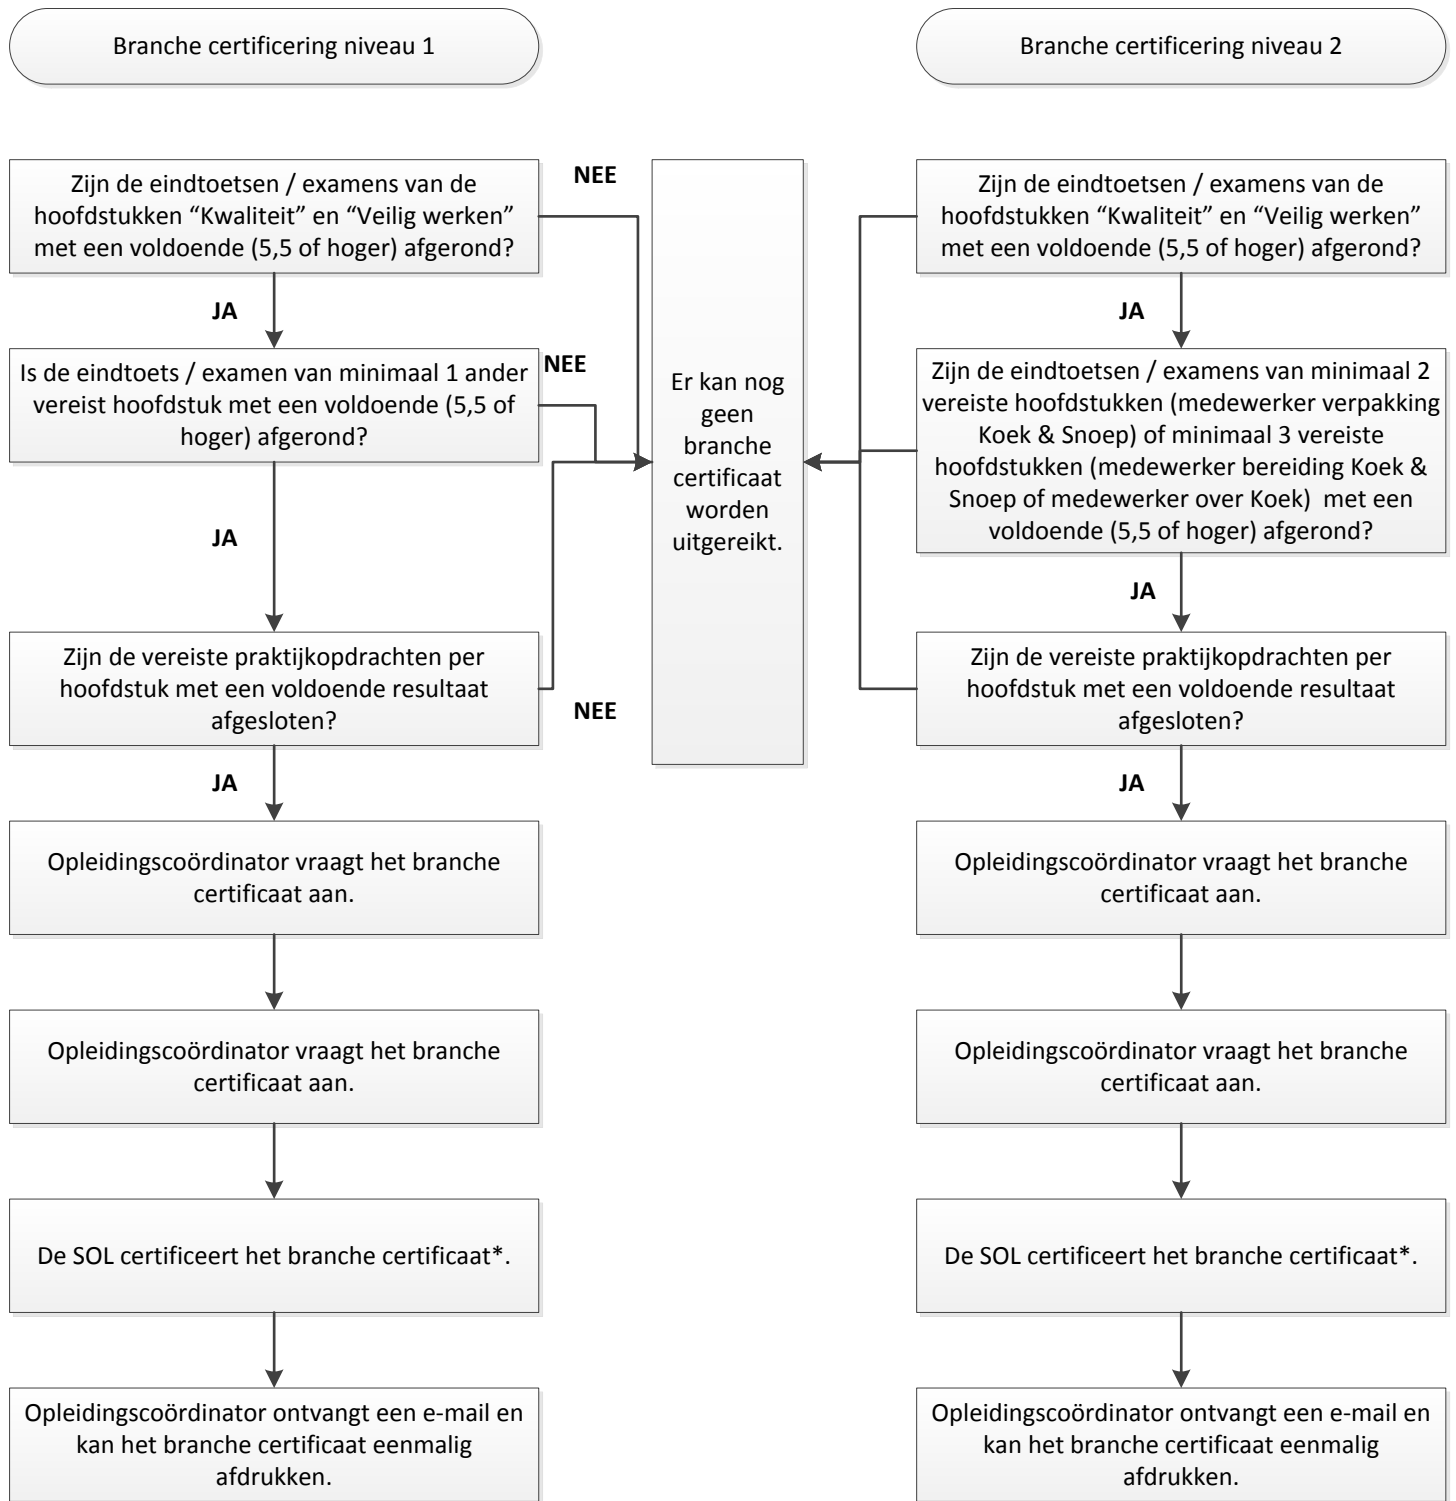 Branche certificering niveau 1
Zijn de eindtoetsen / examens van de
hoofdstukken “Kwaliteit” en “Veilig werken”
met een voldoende (5,5 of hoger) afgerond?
NEE
JA
Is de eindtoets / examen van minimaal 1 ander
vereist hoofdstuk met een voldoende (5,5 of
hoger) afgerond?
NEE
JA
Zijn de vereiste praktijkopdrachten per
hoofdstuk met een voldoende resultaat
afgesloten?
NEE
JA
Opleidingscoördinator vraagt het branche
certificaat aan.
Opleidingscoördinator vraagt het branche
certificaat aan.
De SOL certificeert het branche certificaat*.
Opleidingscoördinator ontvangt een e-mail en
kan het branche certificaat eenmalig
afdrukken.
Er kan nog
geen
branche
certificaat
worden
uitgereikt.
Branche certificering niveau 2
Zijn de eindtoetsen / examens van de
hoofdstukken “Kwaliteit” en “Veilig werken”
met een voldoende (5,5 of hoger) afgerond?
JA
Zijn de eindtoetsen / examens van minimaal 2
vereiste hoofdstukken (medewerker verpakking
Koek & Snoep) of minimaal 3 vereiste
hoofdstukken (medewerker bereiding Koek &
Snoep of medewerker over Koek)  met een
voldoende (5,5 of hoger) afgerond?
JA
Zijn de vereiste praktijkopdrachten per
hoofdstuk met een voldoende resultaat
afgesloten?
JA
Opleidingscoördinator vraagt het branche
certificaat aan.
Opleidingscoördinator vraagt het branche
certificaat aan.
De SOL certificeert het branche certificaat*.
Opleidingscoördinator ontvangt een e-mail en
kan het branche certificaat eenmalig
afdrukken.